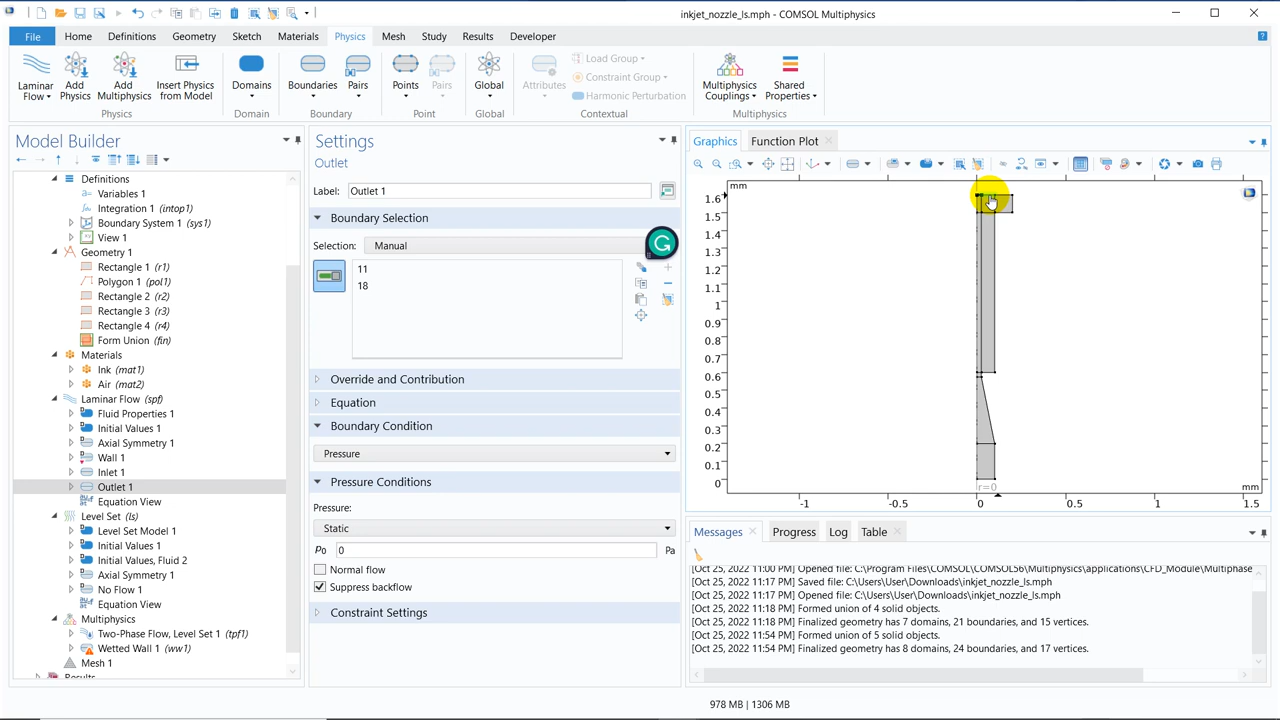 inkjet_nozzle_ls.mph - COMSOL Multiphysics
File Home Definitions Geometry Sketch Materials Physics Mesh Study Results Developer
Laminar Flow
Add Physics
Add Multiphysics
Insert Physics from Model
Physics
Domains
Domain
Boundaries
Pairs
Boundary
Points
Pairs
Point
Global
Global
Attributes
Load Group
Constraint Group
Harmonic Perturbation
Contextual
Multiphysics Couplings
Shared Properties
Multiphysics
Model Builder
Definitions
Variables 1
Integration 1 (intop1)
Boundary System 1 (sys1)
View 1
Geometry 1
Rectangle 1 (r1)
Polygon 1 (pol1)
Rectangle 2 (r2)
Rectangle 3 (r3)
Rectangle 4 (r4)
Form Union (fin)
Materials
Ink (mat1)
Air (mat2)
Laminar Flow (spf)
Fluid Properties 1
Initial Values 1
Axial Symmetry 1
Wall 1
Inlet 1
Outlet 1
Equation View
Level Set (ls)
Level Set Model 1
Initial Values 1
Initial Values, Fluid 2
Axial Symmetry 1
No Flow 1
Equation View
Multiphysics
Two-Phase Flow, Level Set 1 (tpf1)
Wetted Wall 1 (ww1)
Mesh 1
Results
Settings
Outlet
Label: Outlet 1
Boundary Selection
Selection: Manual
11
18
Override and Contribution
Equation
Boundary Condition
Pressure
Pressure Conditions
Pressure:
Static
p0 0 Pa
Normal flow
Suppress backflow
Constraint Settings
Graphics Function Plot
mm
1.6
1.5
1.4
1.3
1.2
1.1
1
0.9
0.8
0.7
0.6
0.5
0.4
0.3
0.2
0.1
0
r=0
mm
-1 -0.5 0 0.5 1 1.5
Messages Progress Log Table
[Oct 25, 2022 11:00 PM] Opened file: C:\Program Files\COMSOL\COMSOL56\Multiphysics\applications\CFD_Module\Multiphase
[Oct 25, 2022 11:17 PM] Saved file: C:\Users\User\Downloads\inkjet_nozzle_ls.mph
[Oct 25, 2022 11:17 PM] Opened file: C:\Users\User\Downloads\inkjet_nozzle_ls.mph
[Oct 25, 2022 11:18 PM] Formed union of 4 solid objects.
[Oct 25, 2022 11:18 PM] Finalized geometry has 7 domains, 21 boundaries, and 15 vertices.
[Oct 25, 2022 11:54 PM] Formed union of 5 solid objects.
[Oct 25, 2022 11:54 PM] Finalized geometry has 8 domains, 24 boundaries, and 17 vertices.
978 MB | 1306 MB